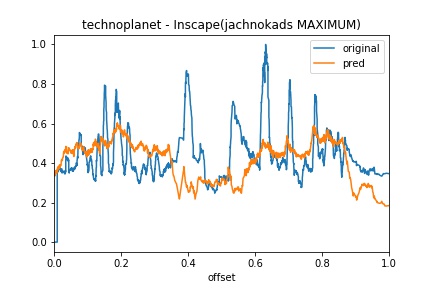 technoplanet - Inscape(jachnokads MAXIMUM)
original
pred
1.0
0.8
0.6
0.4
0.2
0.0
0.0 0.2 0.4 0.6 0.8 1.0
offset